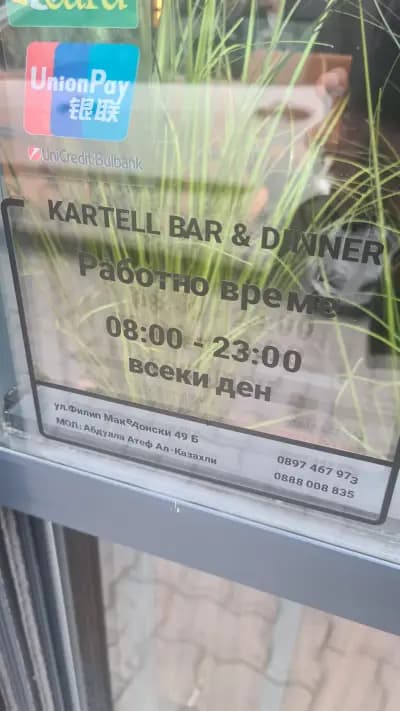 card
UnionPay
银联
UniCredit Bulbank
KARTELL BAR & DINNER
Работно време
08:00 - 23:00
всеки ден
ул.Филип Македонски 49 Б
МОЛ: Абдулла Атеф Ал-Казахли
0897 467 973
0888 008 835